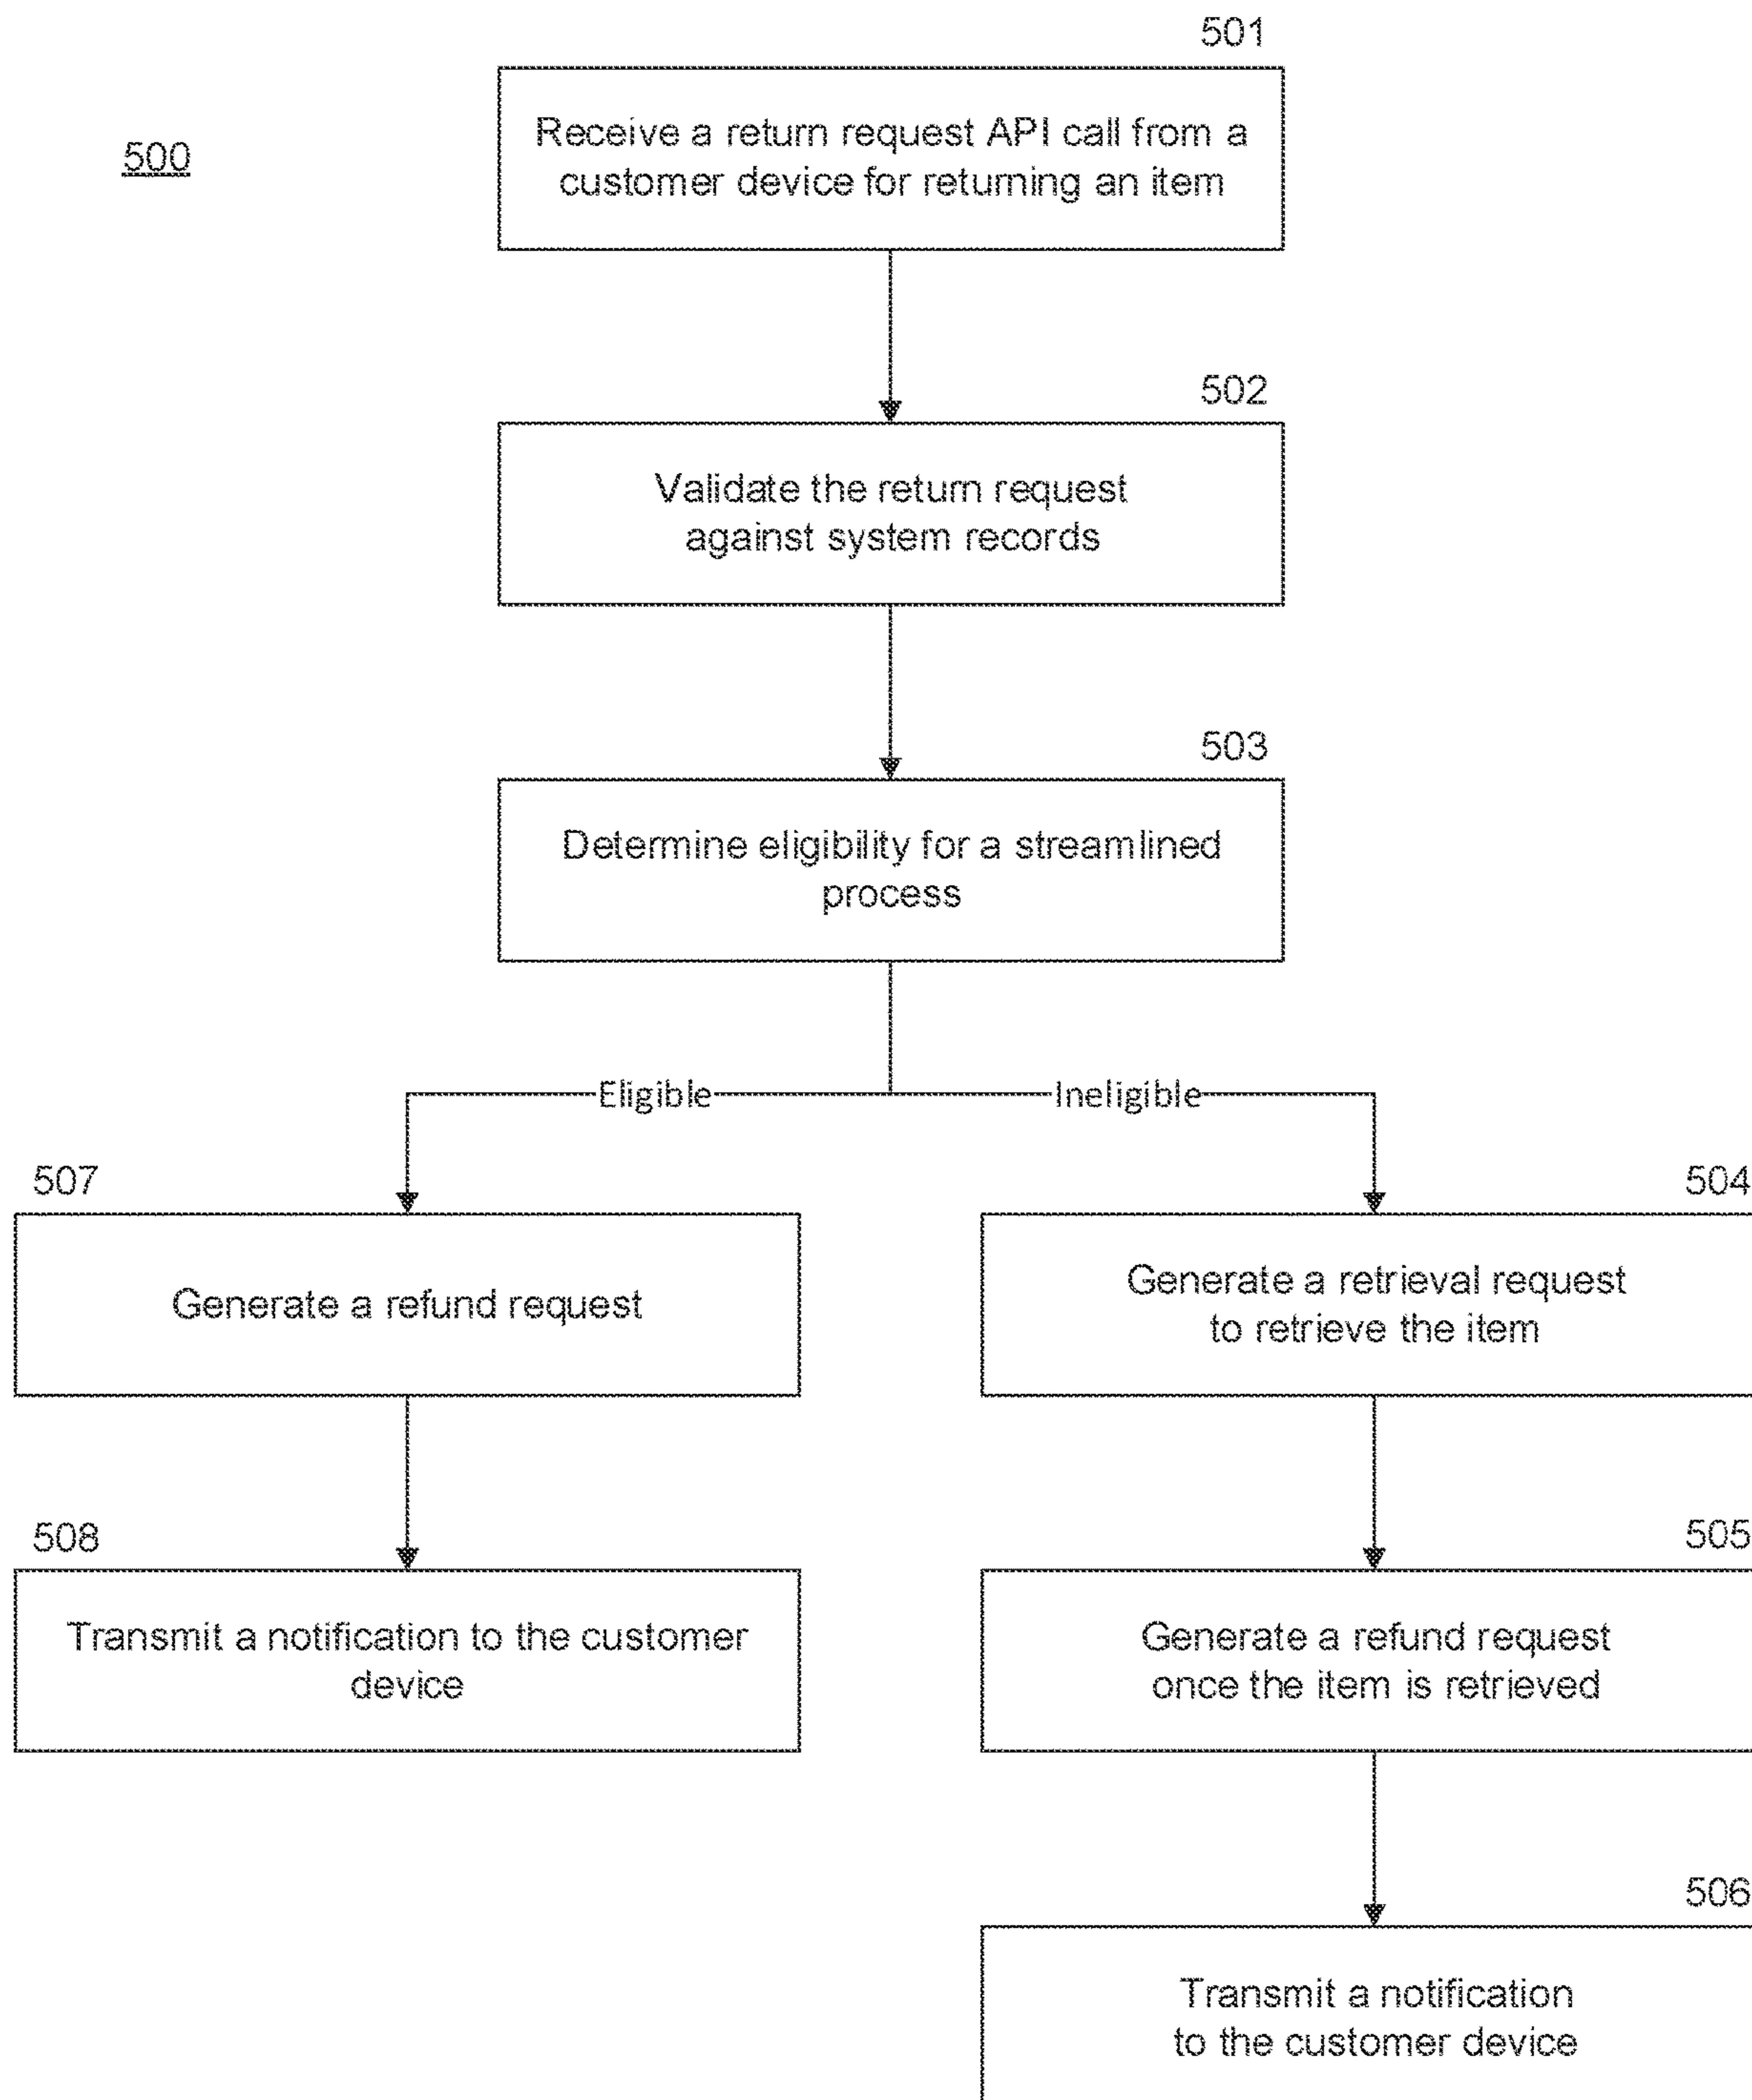 501
500
Receive a return request API call from a
customer device for returning an item
502
Validate the return request
against system records
503
Determine eligibility for a streamlined
process
Eligible
Ineligible
507
504
Generate a refund request
Generate a retrieval request
to retrieve the item
508
505
Transmit a notification to the customer
device
Generate a refund request
once the item is retrieved
506
Transmit a notification
to the customer device